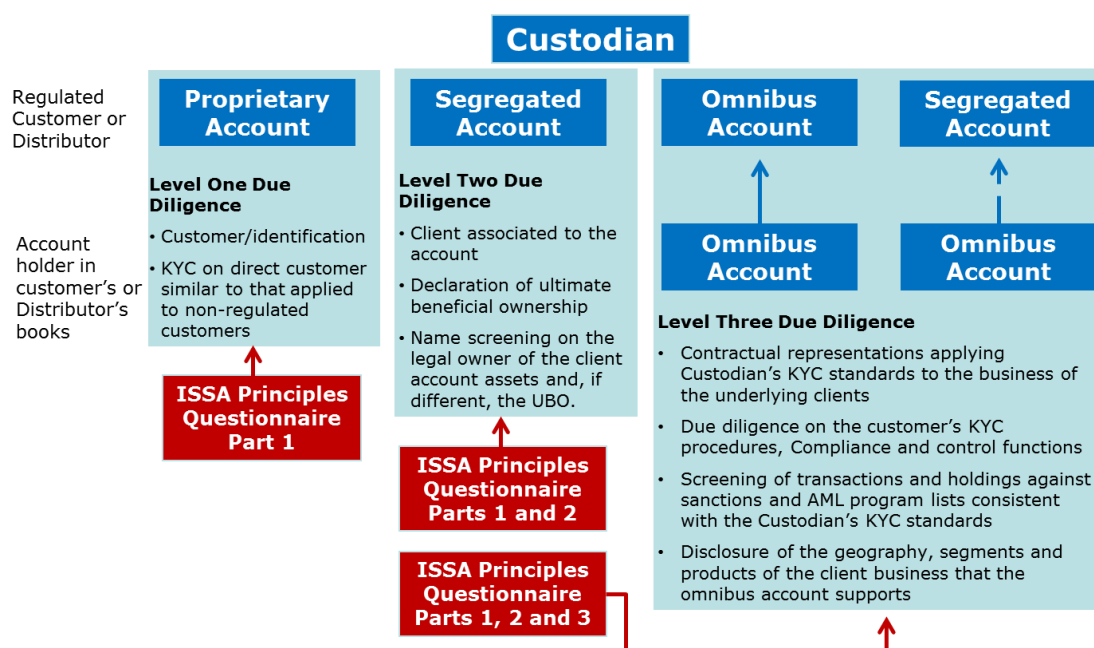 Custodian
Regulated
Customer or
Distributor
Proprietary
Account
Segregated
Account
Omnibus
Account
Segregated
Account
Level One Due
Diligence
• Customer/identification
• KYC on direct customer
similar to that applied
to non-regulated
customers
Level Two Due
Diligence
• Client associated to the
account
• Declaration of ultimate
beneficial ownership
• Name screening on the
legal owner of the client
account assets and, if
different, the UBO.
Account
holder in
customer’s or
Distributor’s
books
Omnibus
Account
Omnibus
Account
Level Three Due Diligence
• Contractual representations applying
Custodian’s KYC standards to the business of
the underlying clients
• Due diligence on the customer’s KYC
procedures, Compliance and control functions
• Screening of transactions and holdings against
sanctions and AML program lists consistent
with the Custodian’s KYC standards
• Disclosure of the geography, segments and
products of the client business that the
omnibus account supports
ISSA Principles
Questionnaire
Part 1
ISSA Principles
Questionnaire
Parts 1 and 2
ISSA Principles
Questionnaire
Parts 1, 2 and 3